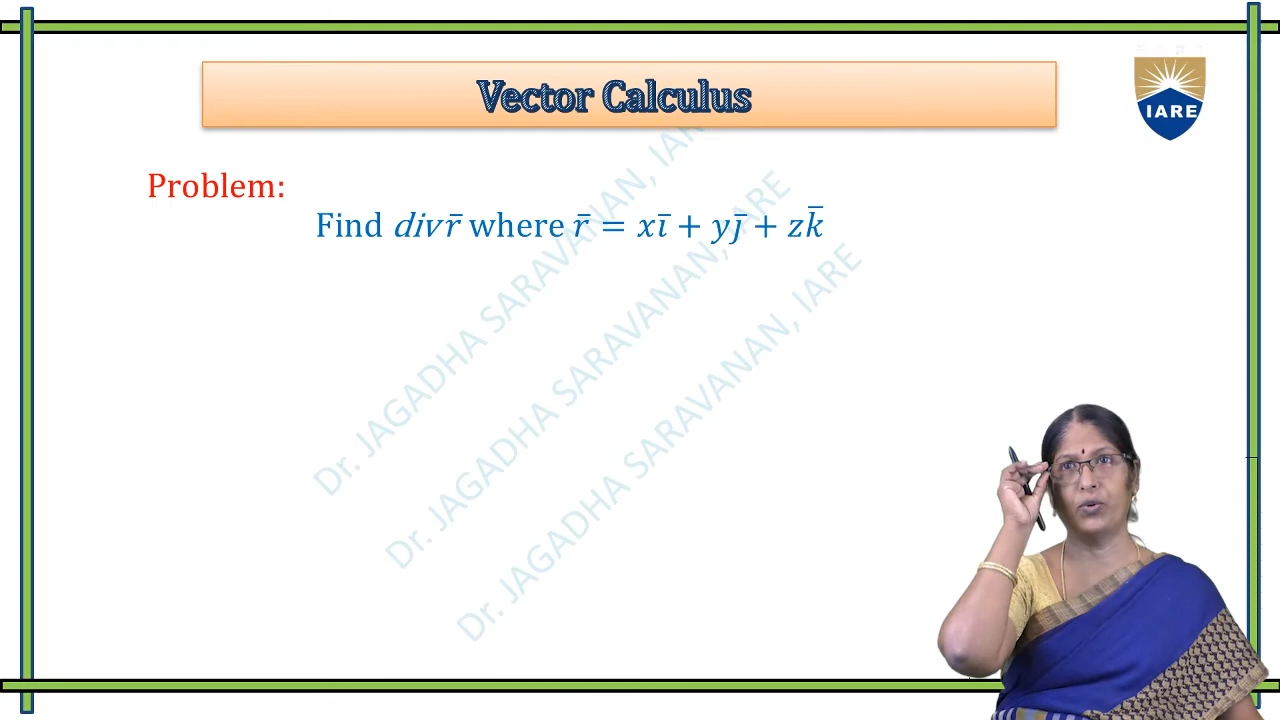 Vector Calculus
IARE
Problem:
Find div r̄ where r̄ = xī + yj̄ + zk̄
Dr. JAGADHA SARAVANAN, IARE
Dr. JAGADHA SARAVANAN, IARE
Dr. JAGADHA SARAVANAN, IARE